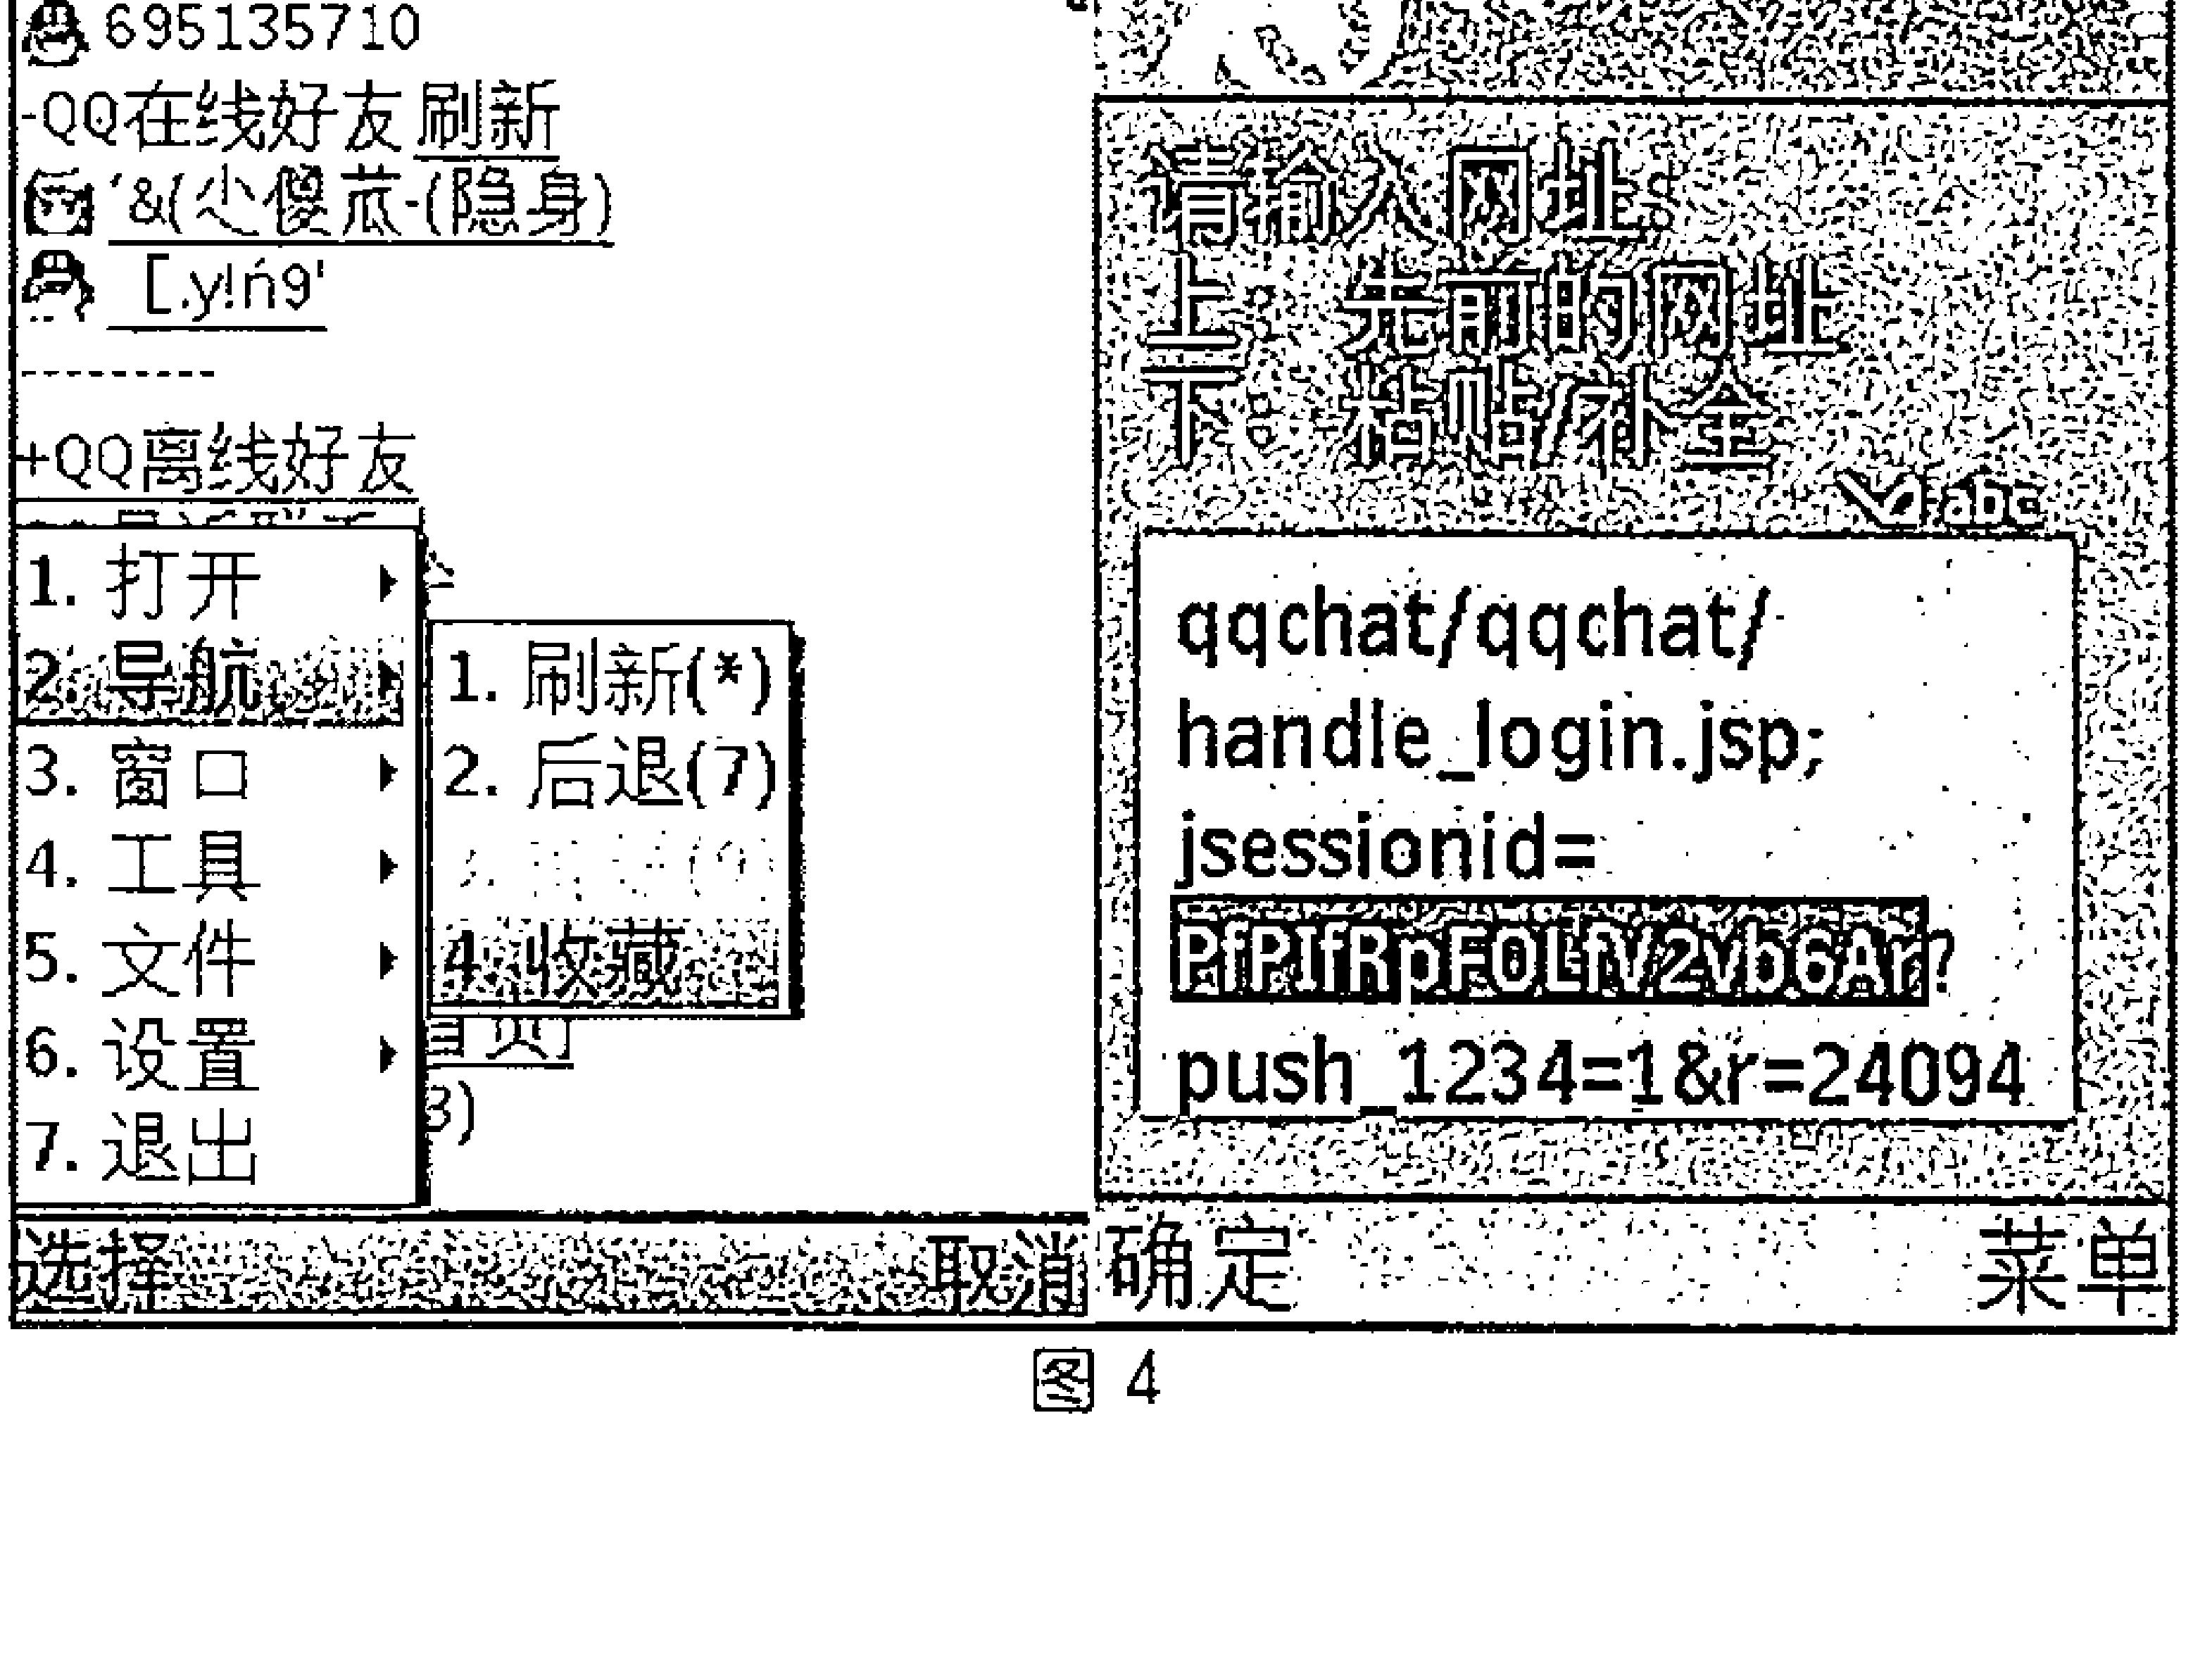 695135710
-QQ在线好友刷新
'&(尐傻苽-(隐身)
[.y!ń9'
---------
+QQ离线好友
1. 打开
2. 导航
3. 窗口
4. 工具
5. 文件
6. 设置
7. 退出
1. 刷新(*)
2. 后退(7)
4. 收藏
3)
选择 取消
请输入网址:
上: 先前的网址
下: 粘贴/补全
abc
qqchat/qqchat/
handle_login.jsp;
jsessionid=
PfPIfRpFOLfV2vb6Ar?
push_1234=1&r=24094
确定 菜单
图 4